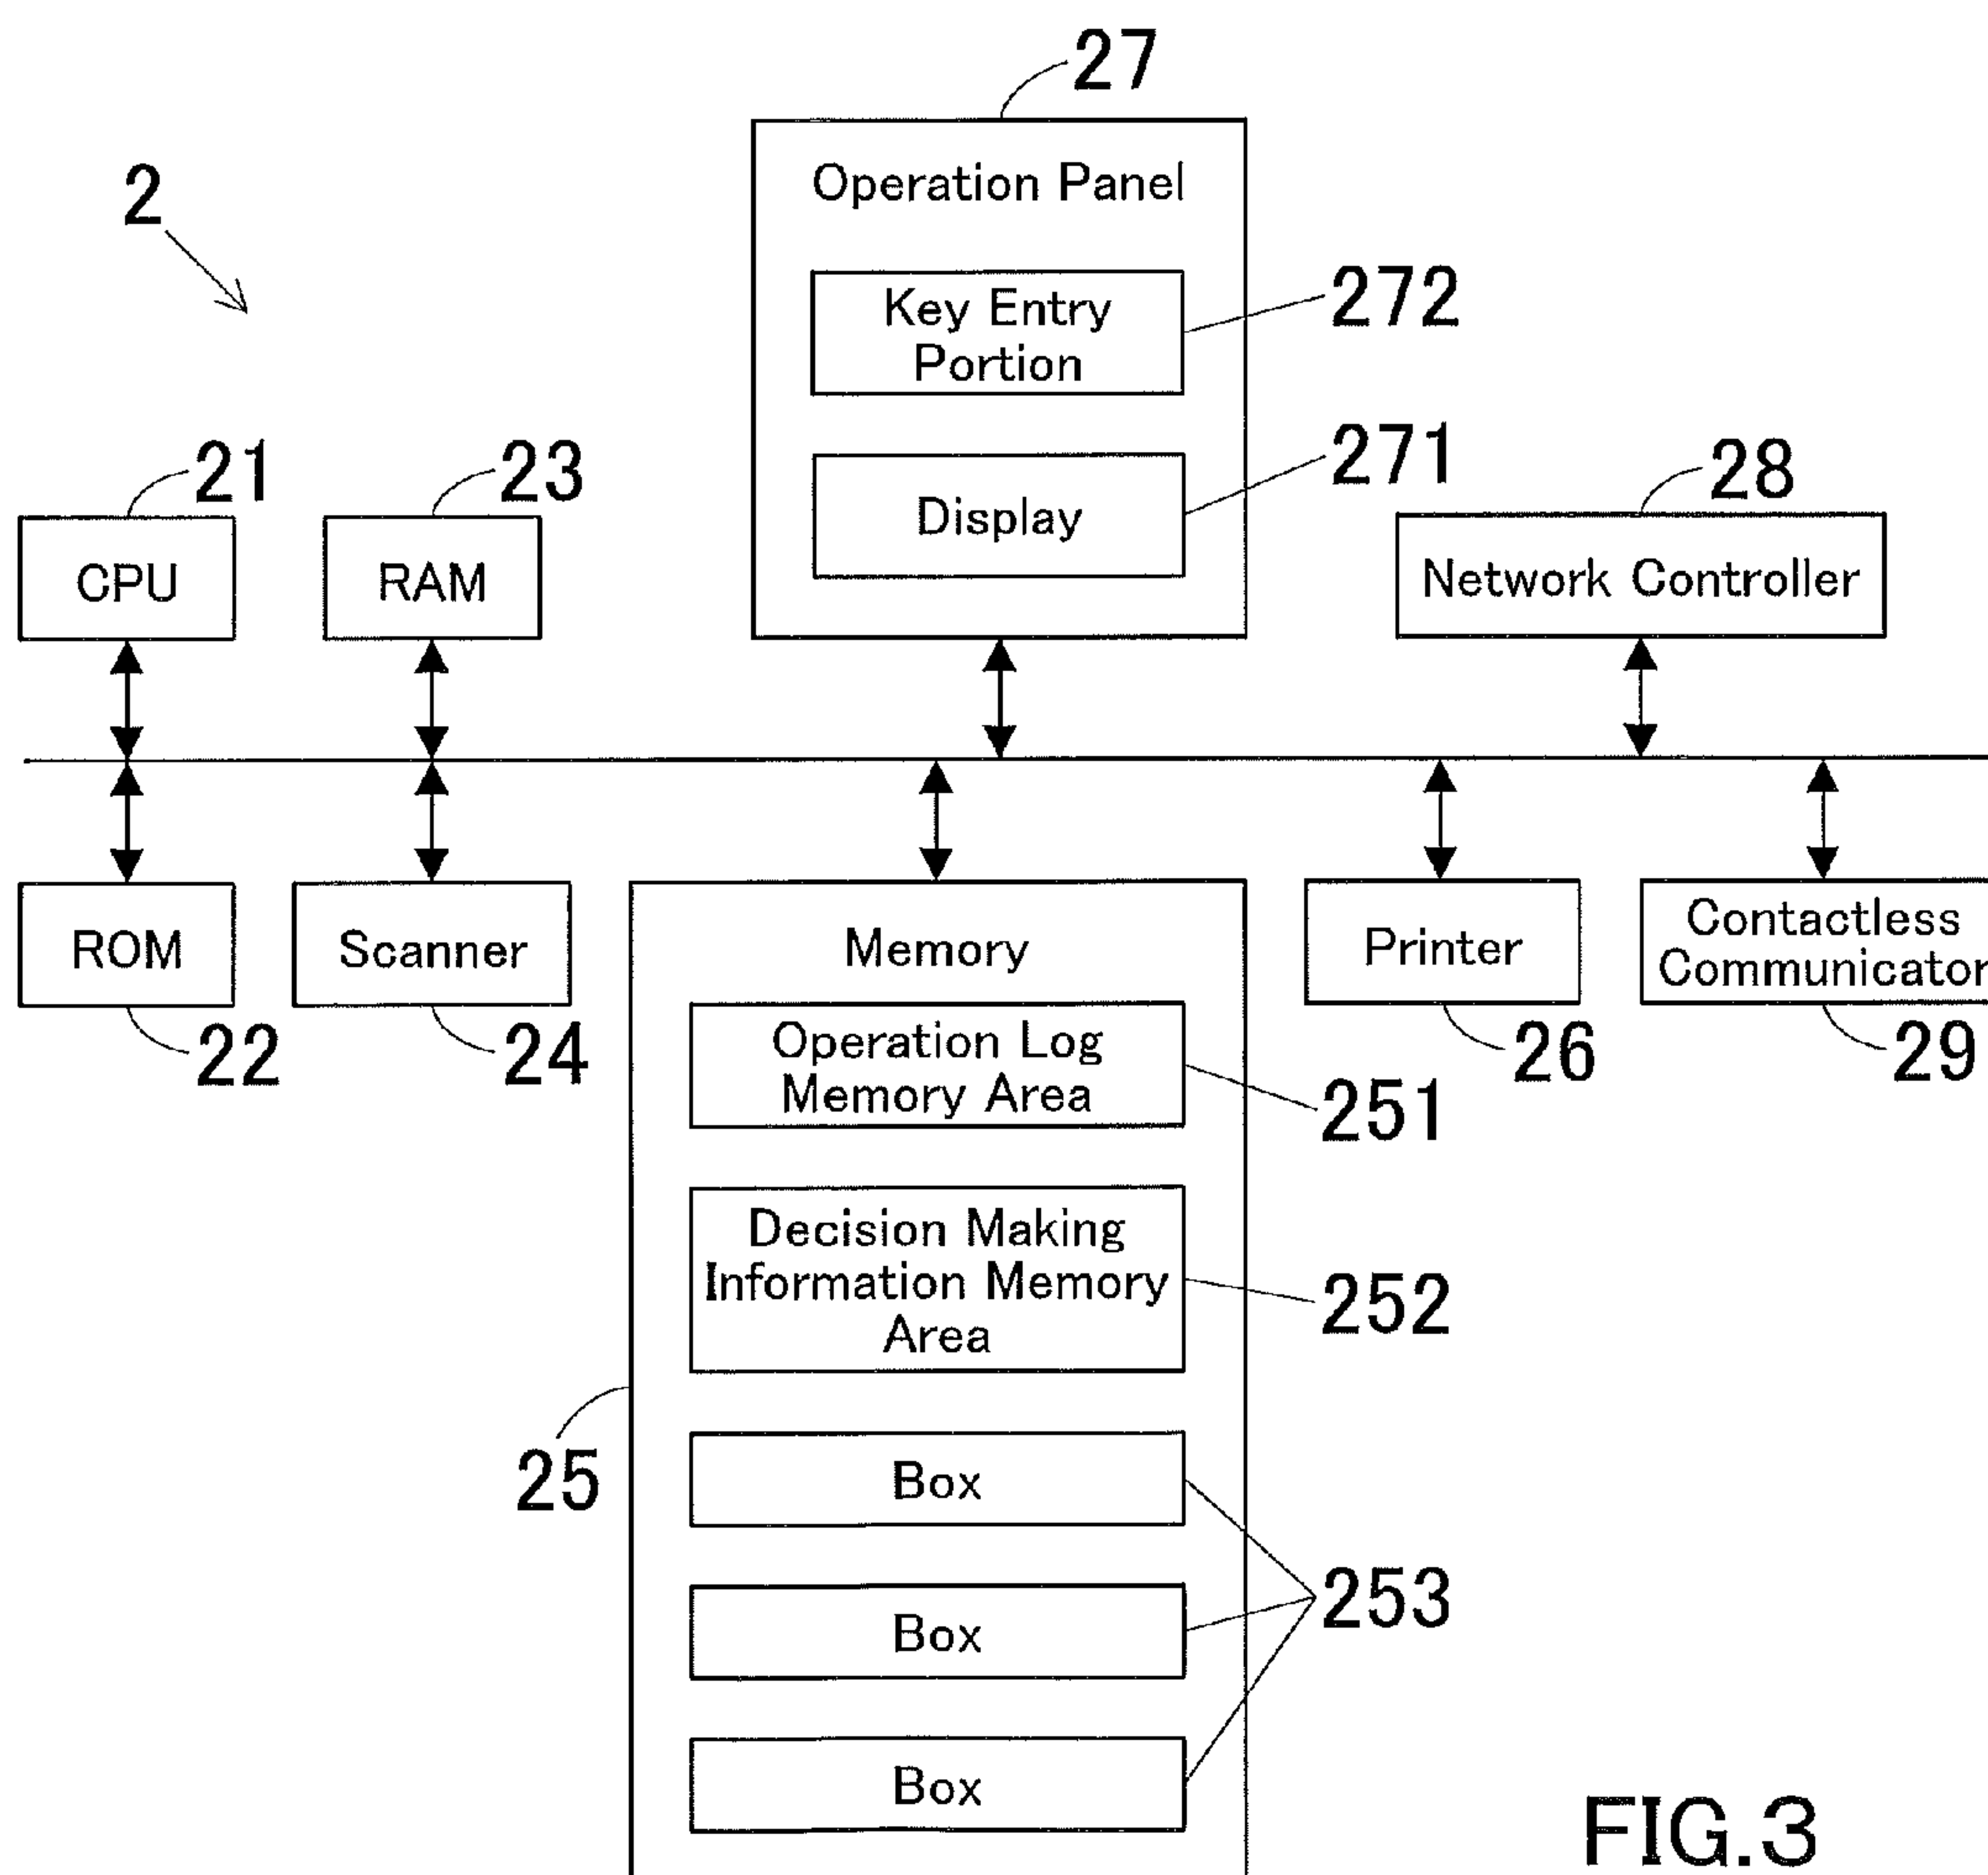 27
Operation Panel
2
Key Entry
Portion
272
271
Display
21
23
28
CPU
RAM
Network Controller
ROM
Scanner
Memory
Printer
Contactless
Communicator
22
24
26
29
Operation Log
Memory Area
251
Decision Making
Information Memory
Area
252
25
Box
Box
253
Box
FIG.3